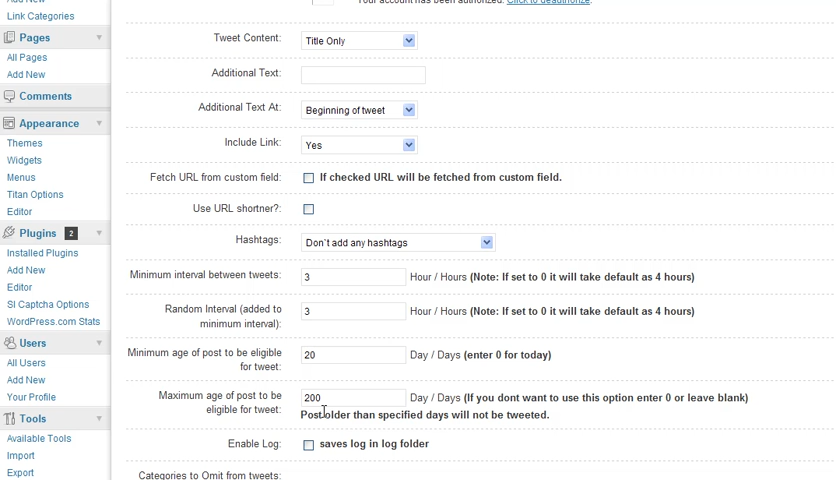 Add New
Link Categories
Pages
All Pages
Add New
Comments
Appearance
Themes
Widgets
Menus
Titan Options
Editor
Plugins 2
Installed Plugins
Add New
Editor
SI Captcha Options
WordPress.com Stats
Users
All Users
Add New
Your Profile
Tools
Available Tools
Import
Export
Your account has been authorized. Click to deauthorize.
Tweet Content: Title Only
Additional Text:
Additional Text At: Beginning of tweet
Include Link: Yes
Fetch URL from custom field: If checked URL will be fetched from custom field.
Use URL shortner?:
Hashtags: Don`t add any hashtags
Minimum interval between tweets: 3 Hour / Hours (Note: If set to 0 it will take default as 4 hours)
Random Interval (added to minimum interval): 3 Hour / Hours (Note: If set to 0 it will take default as 4 hours)
Minimum age of post to be eligible for tweet: 20 Day / Days (enter 0 for today)
Maximum age of post to be eligible for tweet: 200 Day / Days (If you dont want to use this option enter 0 or leave blank)
Post older than specified days will not be tweeted.
Enable Log: saves log in log folder
Categories to Omit from tweets: